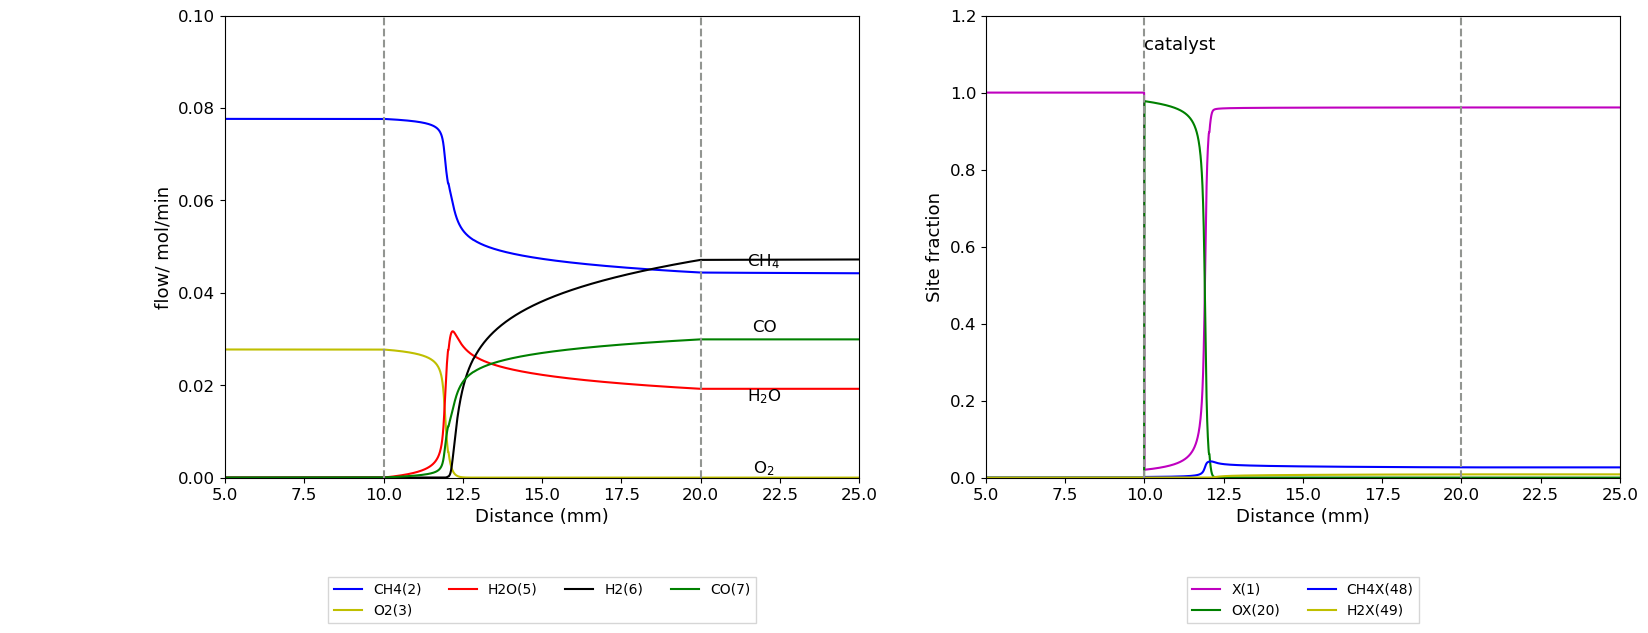 0.10
0.08
0.06
0.04
0.02
0.00
flow/ mol/min
5.0 7.5 10.0 12.5 15.0 17.5 20.0 22.5 25.0
Distance (mm)
CH4
CO
H2O
O2
CH4(2) H2O(5) H2(6) CO(7)
O2(3)
1.2
1.0
0.8
0.6
0.4
0.2
0.0
Site fraction
catalyst
5.0 7.5 10.0 12.5 15.0 17.5 20.0 22.5 25.0
Distance (mm)
X(1) CH4X(48)
OX(20) H2X(49)